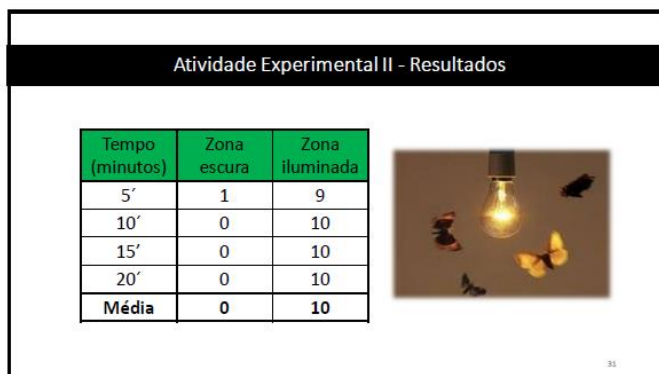 Atividade Experimental II - Resultados
Tempo (minutos) Zona escura Zona iluminada
5´ 1 9
10´ 0 10
15’ 0 10
20´ 0 10
Média 0 10
31